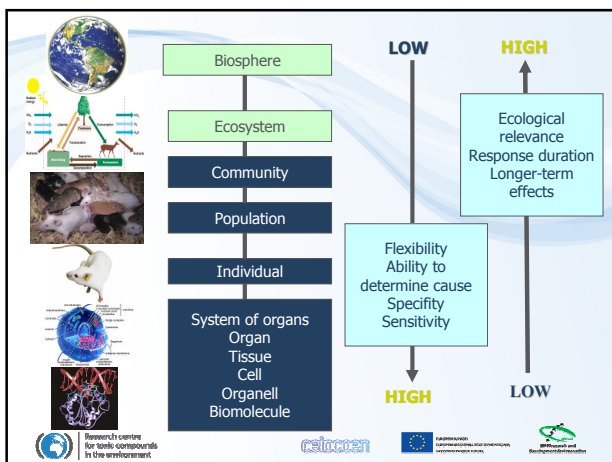 Biosphere
Ecosystem
Community
Population
Individual
System of organs
Organ
Tissue
Cell
Organell
Biomolecule
LOW
Flexibility
Ability to
determine cause
Specifity
Sensitivity
HIGH
HIGH
Ecological
relevance
Response duration
Longer-term
effects
LOW
Research centre
for toxic compounds
in the environment